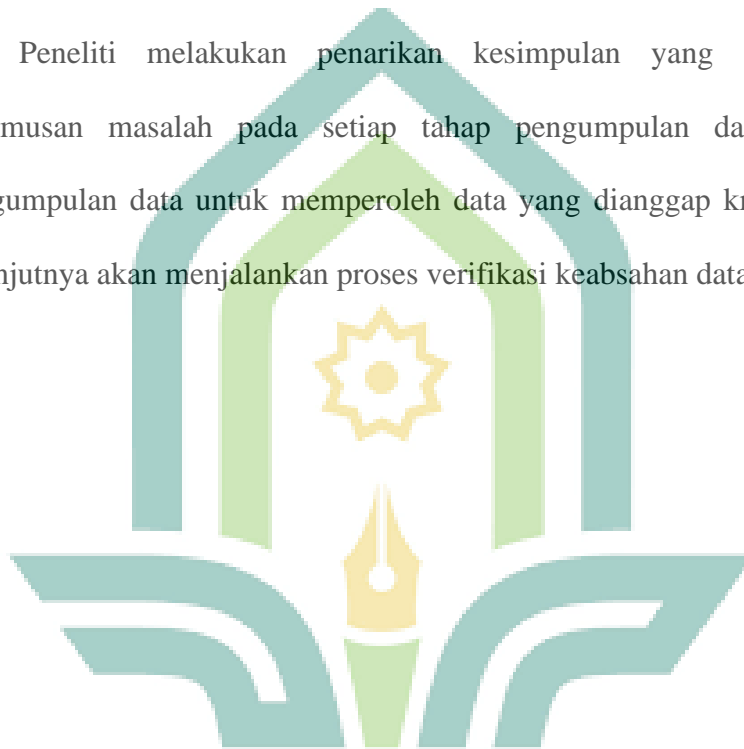 Peneliti melakukan penarikan kesimpulan yang
musan masalah pada setiap tahap pengumpulan da
gumpulan data untuk memperoleh data yang dianggap kr
njutnya akan menjalankan proses verifikasi keabsahan data